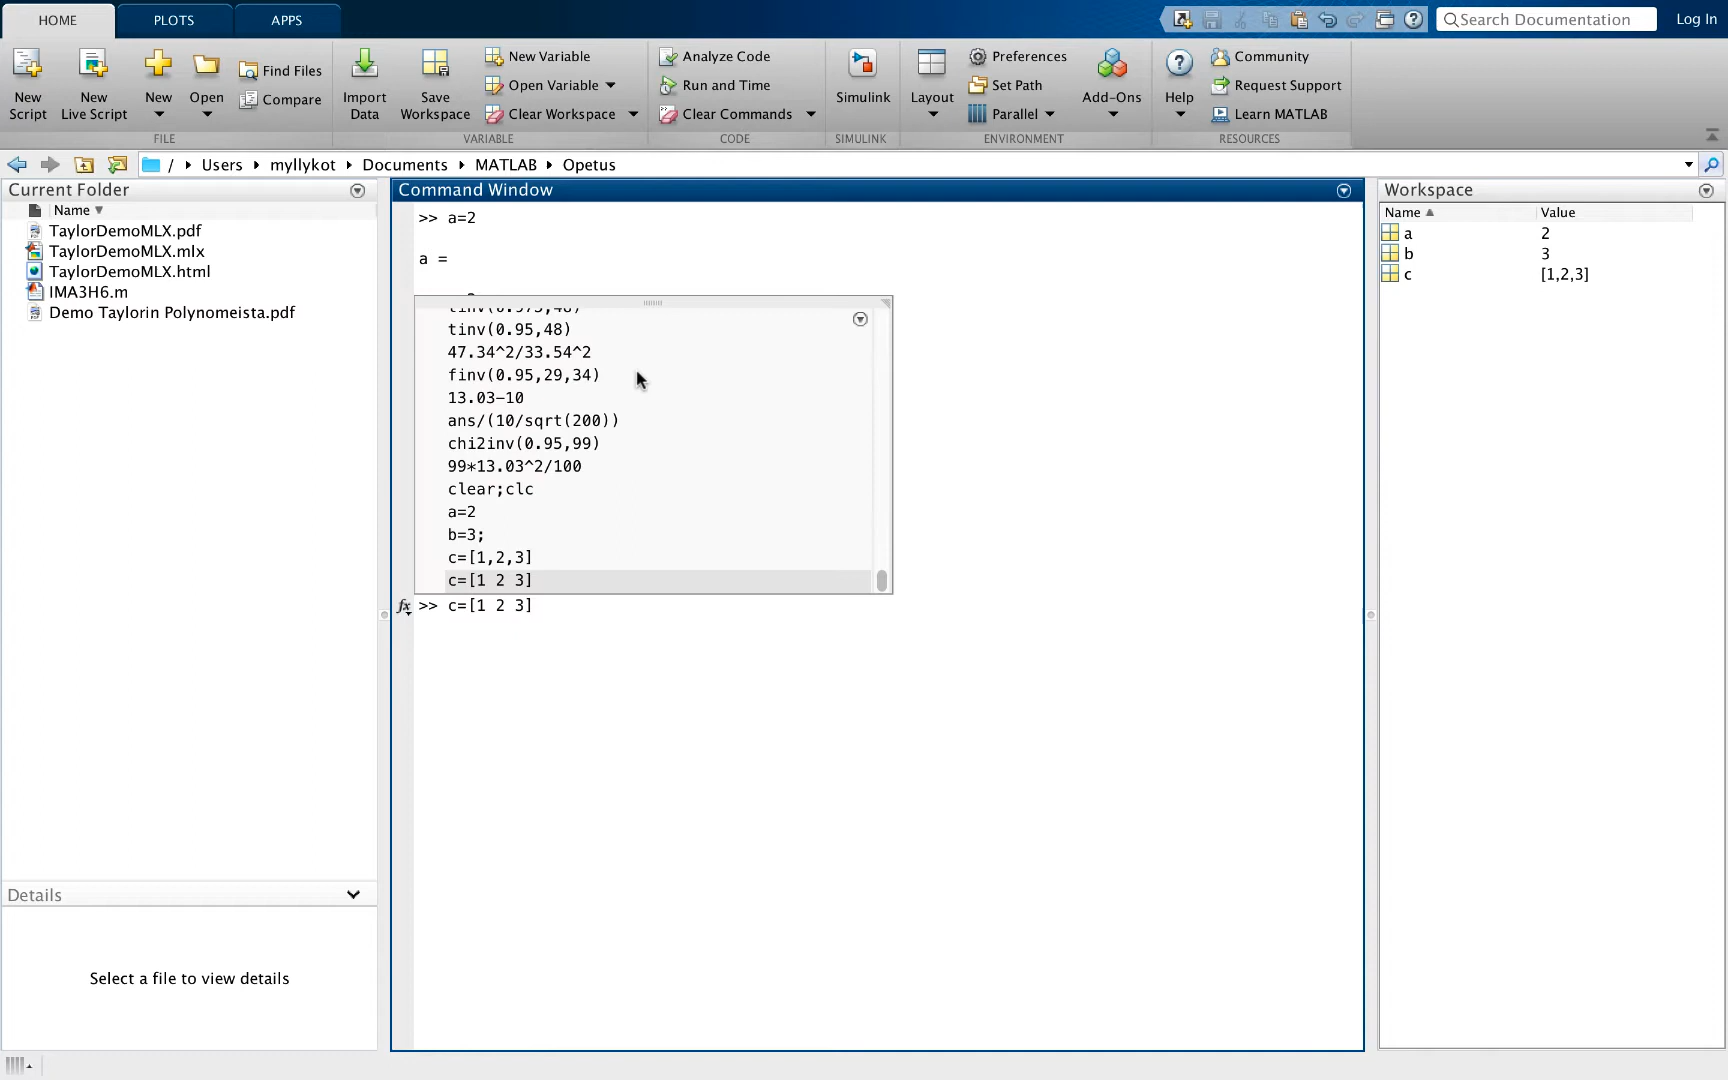 HOME PLOTS APPS
Search Documentation Log In
New Script
New Live Script
New
Open
Find Files
Compare
FILE
Import Data
Save Workspace
New Variable
Open Variable
Clear Workspace
VARIABLE
Analyze Code
Run and Time
Clear Commands
CODE
Simulink
SIMULINK
Layout
Preferences
Set Path
Parallel
Add-Ons
ENVIRONMENT
Help
Community
Request Support
Learn MATLAB
RESOURCES
/ Users myllykot Documents MATLAB Opetus
Current Folder
Name
TaylorDemoMLX.pdf
TaylorDemoMLX.mlx
TaylorDemoMLX.html
IMA3H6.m
Demo Taylorin Polynomeista.pdf
Details
Select a file to view details
Command Window
>> a=2
a =
tinv(0.95,48)
47.34^2/33.54^2
finv(0.95,29,34)
13.03-10
ans/(10/sqrt(200))
chi2inv(0.95,99)
99*13.03^2/100
clear;clc
a=2
b=3;
c=[1,2,3]
c=[1 2 3]
fx >> c=[1 2 3]
Workspace
Name Value
a 2
b 3
c [1,2,3]